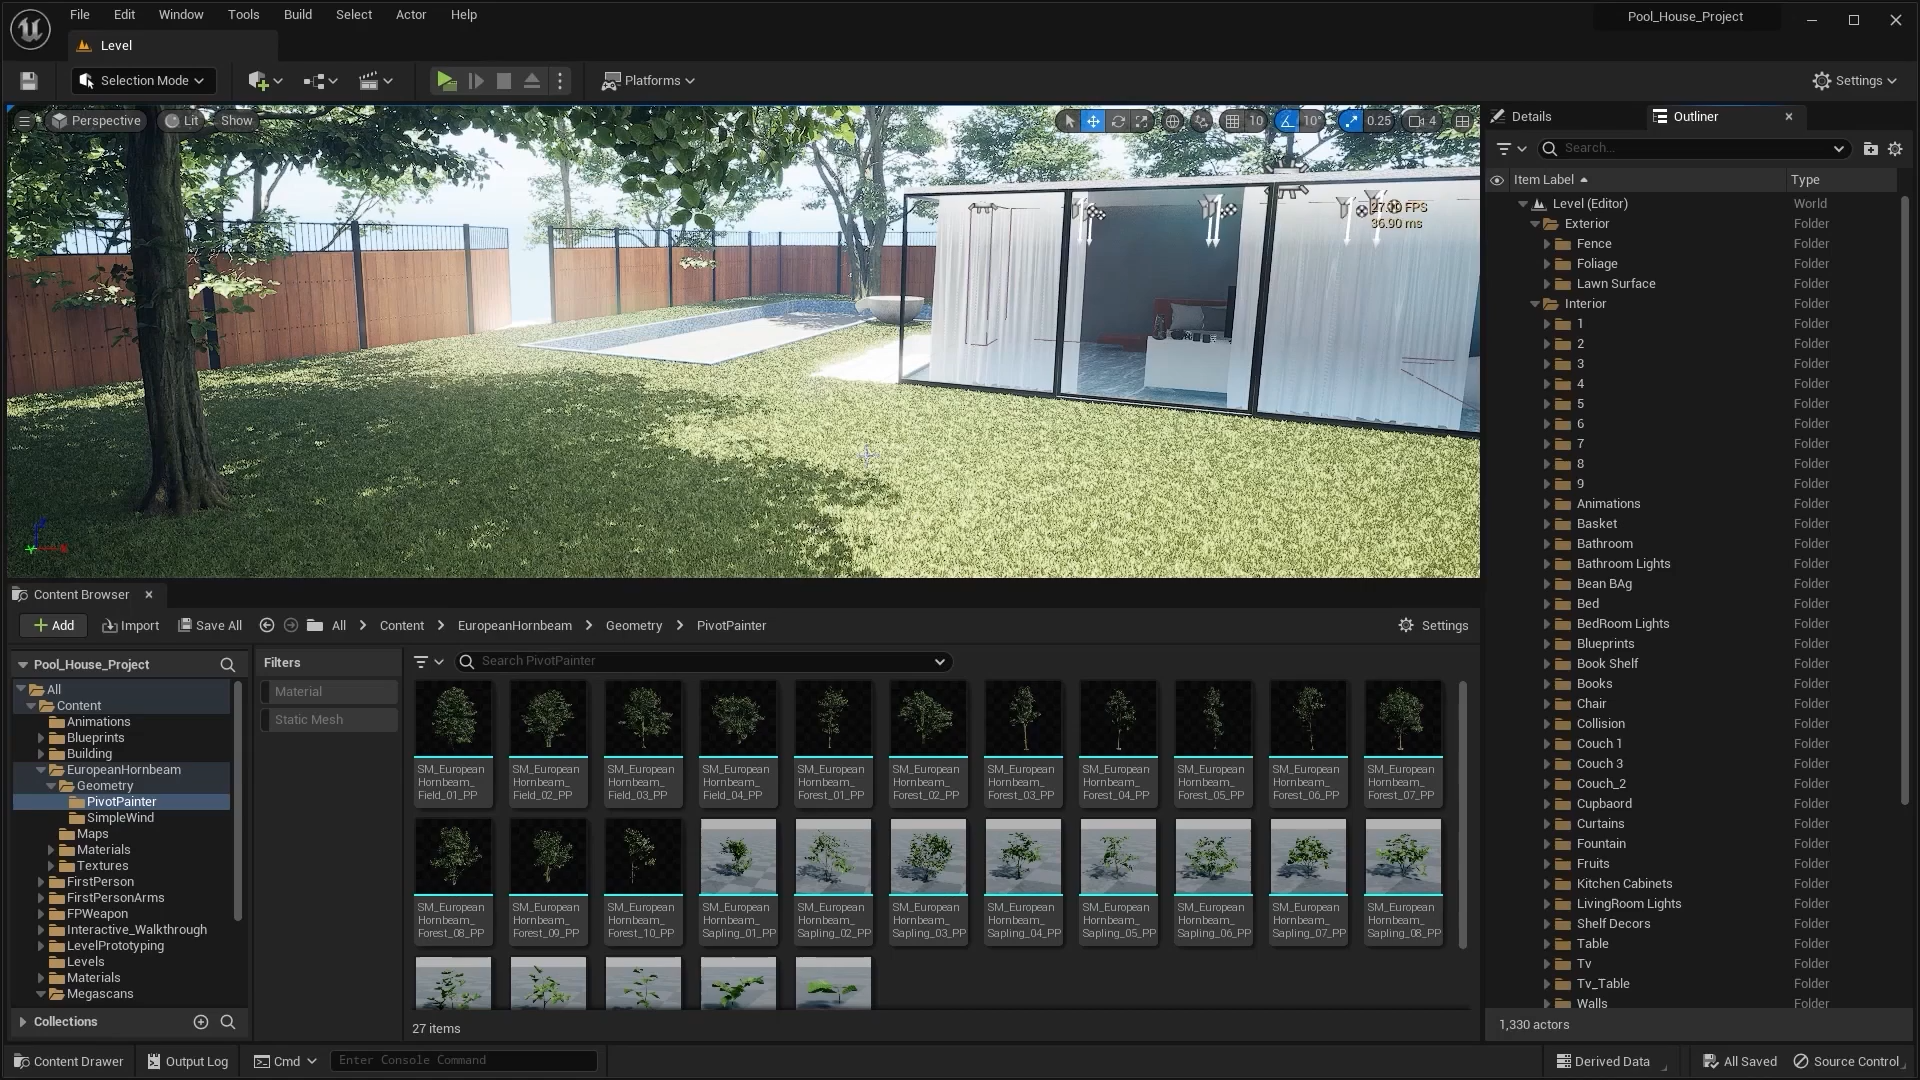 File Edit Window Tools Build Select Actor Help
Pool_House_Project
Level
Selection Mode
Platforms
Settings
Perspective
Lit
Show
10
10°
0.25
4
27.10 FPS
36.90 ms
Details
Outliner
Search...
Item Label
Type
Level (Editor) World
Exterior Folder
Fence Folder
Foliage Folder
Lawn Surface Folder
Interior Folder
1 Folder
2 Folder
3 Folder
4 Folder
5 Folder
6 Folder
7 Folder
8 Folder
9 Folder
Animations Folder
Basket Folder
Bathroom Folder
Bathroom Lights Folder
Bean BAg Folder
Bed Folder
BedRoom Lights Folder
Blueprints Folder
Book Shelf Folder
Books Folder
Chair Folder
Collision Folder
Couch 1 Folder
Couch 3 Folder
Couch_2 Folder
Cupbaord Folder
Curtains Folder
Fountain Folder
Fruits Folder
Kitchen Cabinets Folder
LivingRoom Lights Folder
Shelf Decors Folder
Table Folder
Tv Folder
Tv_Table Folder
Walls Folder
1,330 actors
Content Browser
Add
Import
Save All
All
Content
EuropeanHornbeam
Geometry
PivotPainter
Settings
Pool_House_Project
All
Content
Animations
Blueprints
Building
EuropeanHornbeam
Geometry
PivotPainter
SimpleWind
Maps
Materials
Textures
FirstPerson
FirstPersonArms
FPWeapon
Interactive_Walkthrough
LevelPrototyping
Levels
Materials
Megascans
Collections
Filters
Material
Static Mesh
Search PivotPainter
SM_European
Hornbeam_
Field_01_PP
SM_European
Hornbeam_
Field_02_PP
SM_European
Hornbeam_
Field_03_PP
SM_European
Hornbeam_
Field_04_PP
SM_European
Hornbeam_
Forest_01_PP
SM_European
Hornbeam_
Forest_02_PP
SM_European
Hornbeam_
Forest_03_PP
SM_European
Hornbeam_
Forest_04_PP
SM_European
Hornbeam_
Forest_05_PP
SM_European
Hornbeam_
Forest_06_PP
SM_European
Hornbeam_
Forest_07_PP
SM_European
Hornbeam_
Forest_08_PP
SM_European
Hornbeam_
Forest_09_PP
SM_European
Hornbeam_
Forest_10_PP
SM_European
Hornbeam_
Sapling_01_PP
SM_European
Hornbeam_
Sapling_02_PP
SM_European
Hornbeam_
Sapling_03_PP
SM_European
Hornbeam_
Sapling_04_PP
SM_European
Hornbeam_
Sapling_05_PP
SM_European
Hornbeam_
Sapling_06_PP
SM_European
Hornbeam_
Sapling_07_PP
SM_European
Hornbeam_
Sapling_08_PP
27 items
Content Drawer
Output Log
Cmd
Enter Console Command
Derived Data
All Saved
Source Control